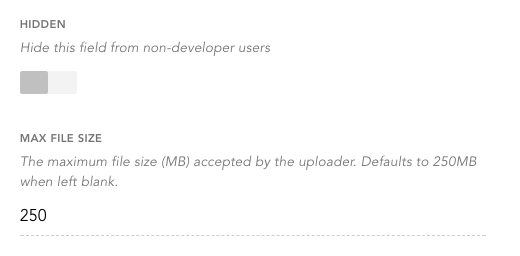 HIDDEN
Hide this field from non-developer users
MAX FILE SIZE
The maximum file size (MB) accepted by the uploader. Defaults to 250MB
when left blank.
250